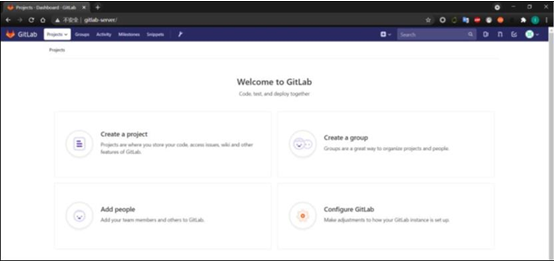 Projects · Dashboard · GitLab
不安全 | gitlab-server/
GitLab Projects Groups Activity Milestones Snippets Search
Projects
Welcome to GitLab
Code, test, and deploy together
Create a project
Projects are where you store your code, access issues, wiki and other
features of GitLab.
Create a group
Groups are a great way to organize projects and people.
Add people
Add your team members and others to GitLab.
Configure GitLab
Make adjustments to how your GitLab instance is set up.